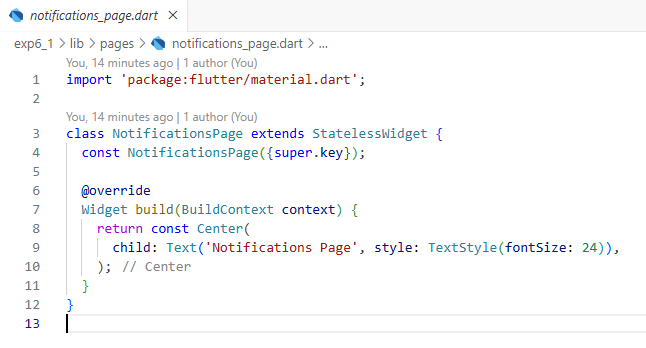 notifications_page.dart ×
exp6_1 > lib > pages > notifications_page.dart > ...
You, 14 minutes ago | 1 author (You)
1 import 'package:flutter/material.dart';
2
You, 14 minutes ago | 1 author (You)
3 class NotificationsPage extends StatelessWidget {
4   const NotificationsPage({super.key});
5
6   @override
7   Widget build(BuildContext context) {
8     return const Center(
9       child: Text('Notifications Page', style: TextStyle(fontSize: 24)),
10     ); // Center
11   }
12 }
13